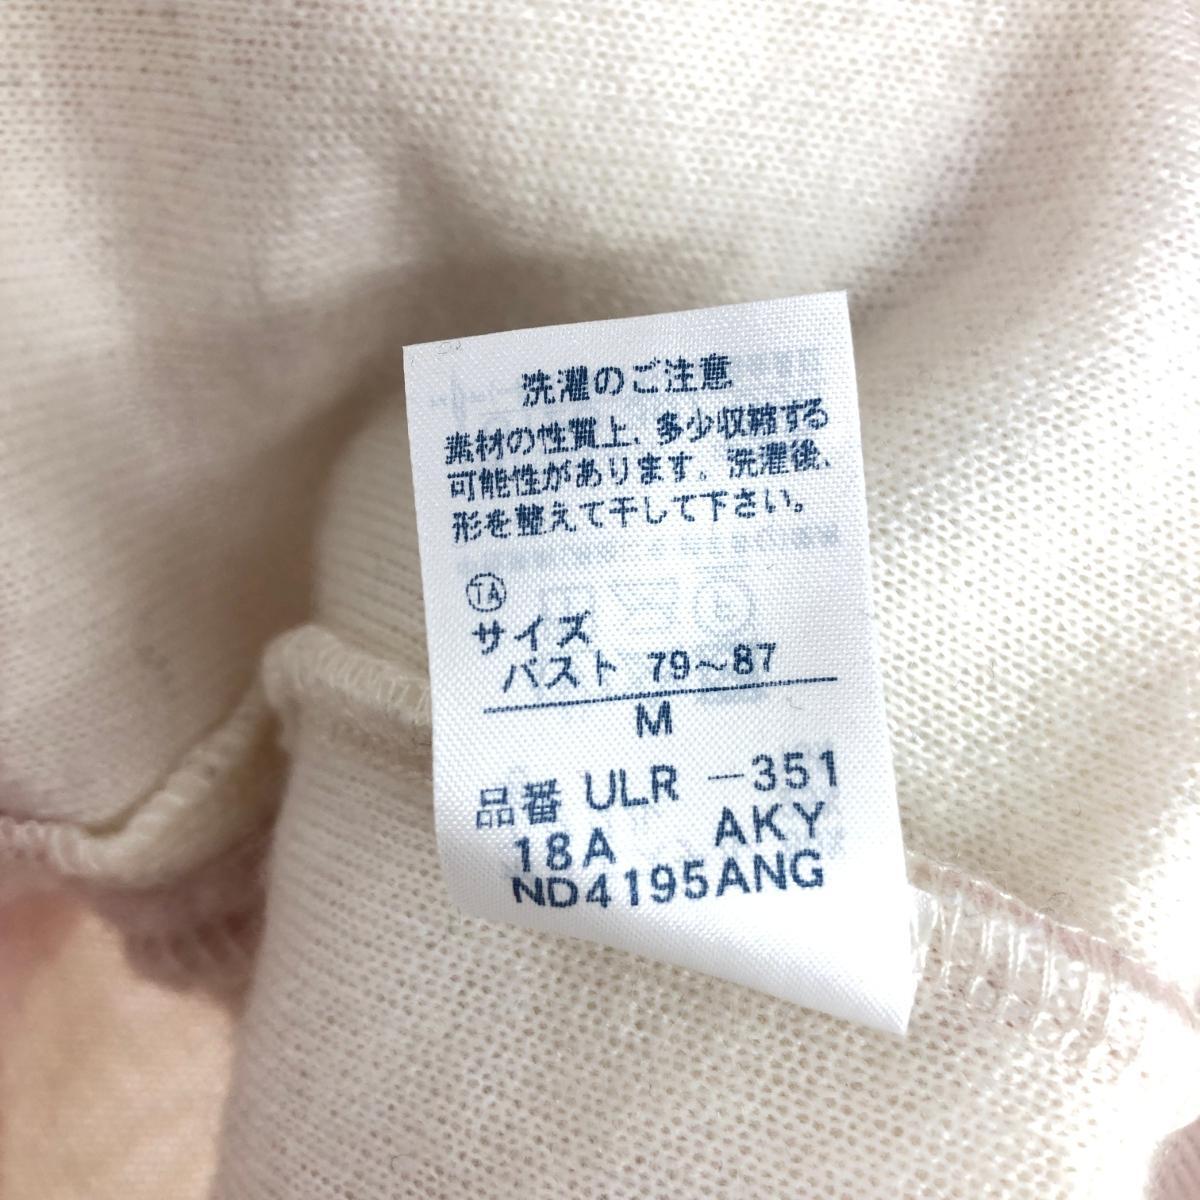 洗濯のご注意
素材の性質上、多少収縮する
可能性があります。洗濯後、
形を整えて干して下さい。
TA
サイズ
バスト 79～87
M
品番 ULR -351
18A AKY
ND4195ANG